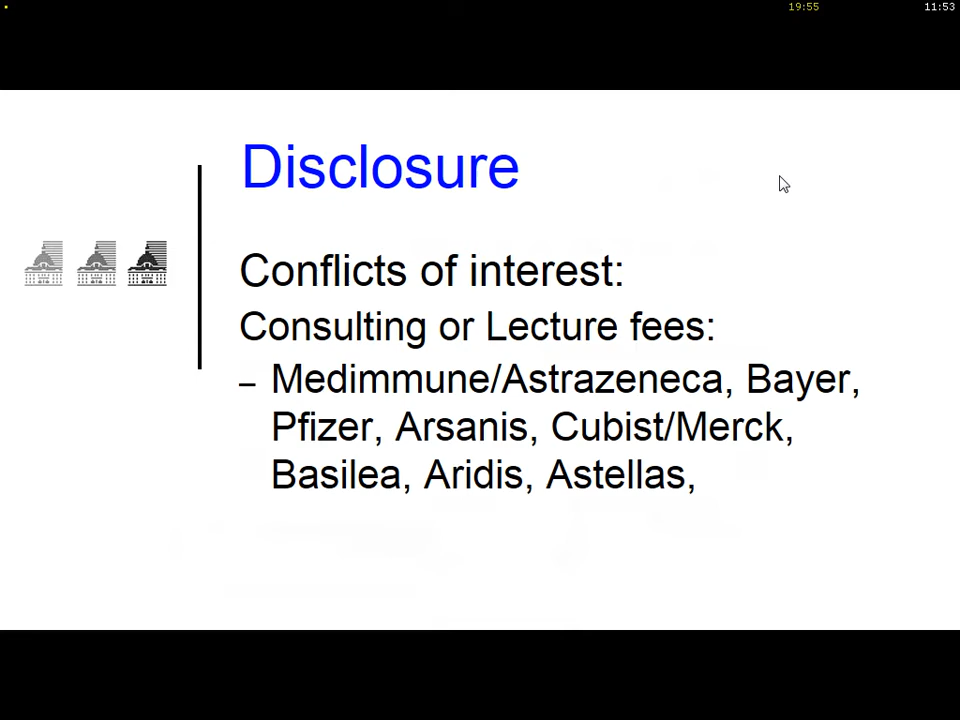 19:55 11:53
Disclosure
Conflicts of interest:
Consulting or Lecture fees:
– Medimmune/Astrazeneca, Bayer,
Pfizer, Arsanis, Cubist/Merck,
Basilea, Aridis, Astellas,